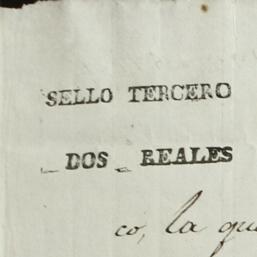 SELLO TERCERO
DOS REALES
co, la que